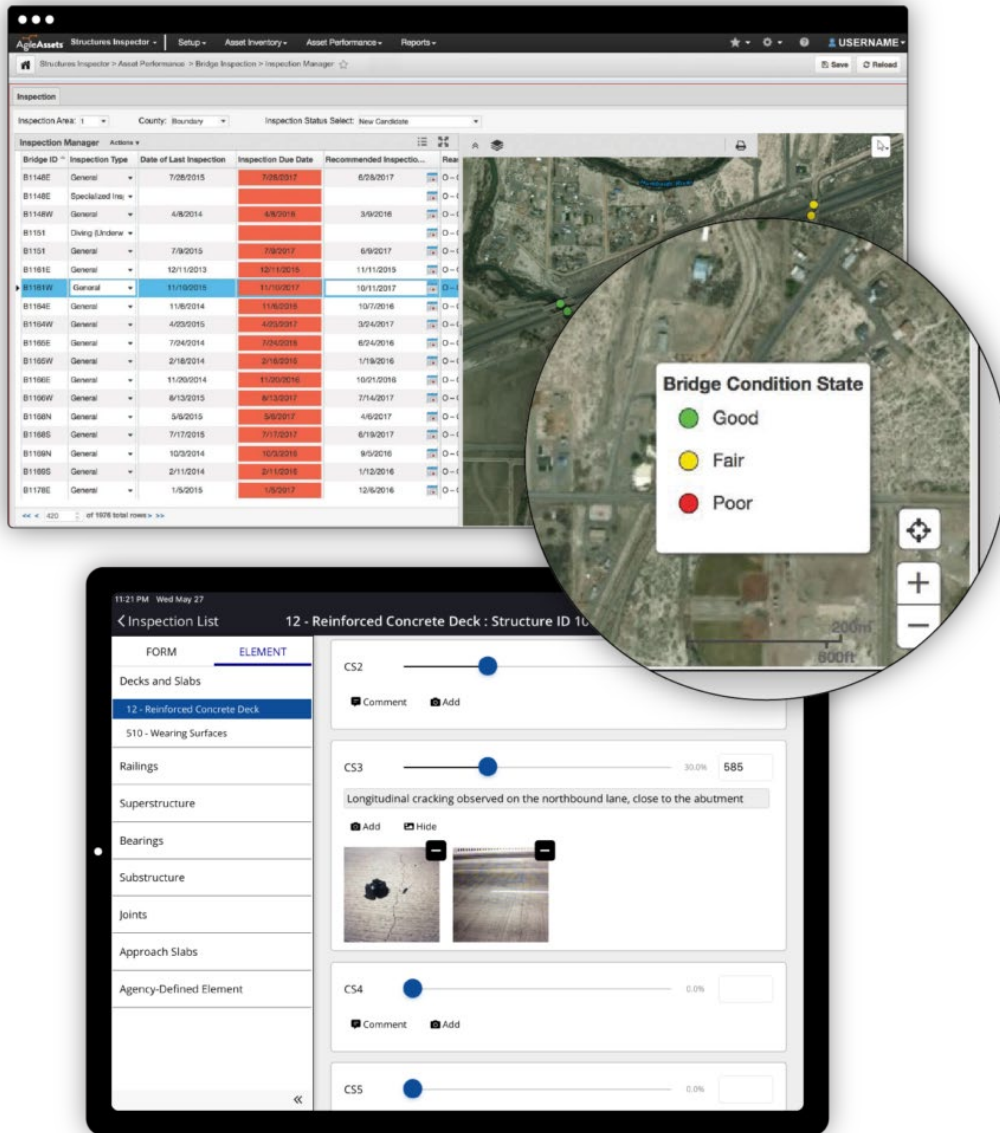 AgileAssets Structures Inspector Setup Asset Inventory Asset Performance Reports USERNAME
Structures Inspector > Asset Performance > Bridge Inspection > Inspection Manager Save Reload
Inspection
Inspection Area: 1 County: Boundary Inspection Status Select: New Candidate
Inspection Manager Actions
Bridge ID Inspection Type Date of Last Inspection Inspection Due Date Recommended Inspectio... Rea
B1148E General 7/28/2015 7/28/2017 6/28/2017 O – (
B1148E Specialized Ins O – (
B1148W General 4/8/2014 4/8/2016 3/9/2016 O – (
B1151 Diving (Underw O – (
B1151 General 7/9/2015 7/9/2017 6/9/2017 O – (
B1161E General 12/11/2013 12/11/2015 11/11/2015 O – (
B1161W General 11/10/2015 11/10/2017 10/11/2017 O – (
B1164E General 11/6/2014 11/6/2016 10/7/2016 O – (
B1164W General 4/23/2015 4/23/2017 3/24/2017 O – (
B1165E General 7/24/2014 7/24/2016 6/24/2016 O – (
B1165W General 2/18/2014 2/18/2016 1/19/2016 O – (
B1166E General 11/20/2014 11/20/2016 10/21/2016 O – (
B1166W General 8/13/2015 8/13/2017 7/14/2017 O – (
B1168N General 5/6/2015 5/6/2017 4/6/2017 O – (
B1168S General 7/17/2015 7/17/2017 6/19/2017 O – (
B1169N General 10/3/2014 10/3/2016 9/5/2016 O – (
B1169S General 2/11/2014 2/11/2016 1/12/2016 O – (
B1178E General 1/5/2015 1/5/2017 12/6/2016 O – (
<< < 420 of 1976 total rows > >>
Bridge Condition State
Good
Fair
Poor
200m
600ft
11:21 PM Wed May 27
Inspection List 12 - Reinforced Concrete Deck : Structure ID 10
FORM ELEMENT
Decks and Slabs
12 - Reinforced Concrete Deck
510 - Wearing Surfaces
Railings
Superstructure
Bearings
Substructure
Joints
Approach Slabs
Agency-Defined Element
«
CS2
Comment Add
CS3 30.0% 585
Longitudinal cracking observed on the northbound lane, close to the abutment
Add Hide
CS4 0.0%
Comment Add
CS5 0.0%